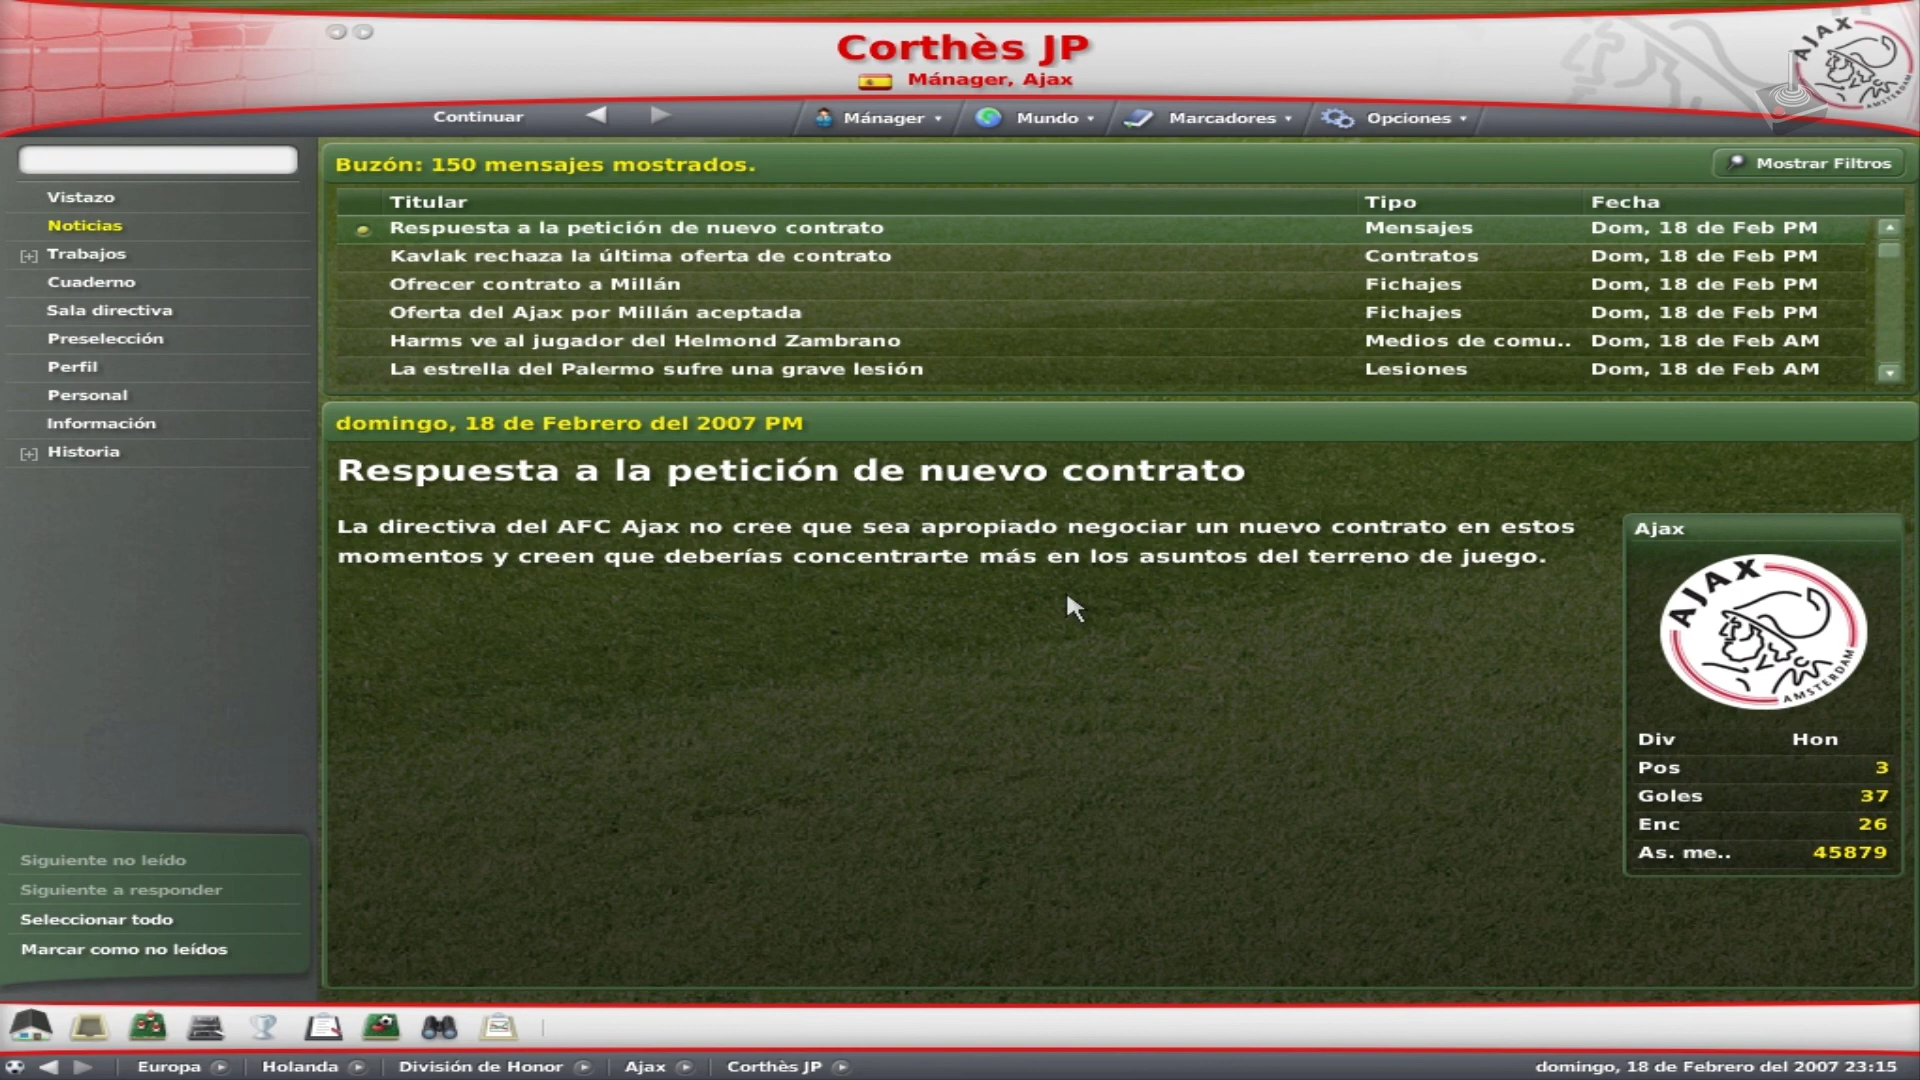 Corthès JP
Mánager, Ajax
AJAX
AMSTERDAM
Continuar
Mánager
Mundo
Marcadores
Opciones
Vistazo
Noticias
[+] Trabajos
Cuaderno
Sala directiva
Preselección
Perfil
Personal
Información
[+] Historia
Siguiente no leído
Siguiente a responder
Seleccionar todo
Marcar como no leídos
Buzón: 150 mensajes mostrados.
Mostrar Filtros
Titular Tipo Fecha
Respuesta a la petición de nuevo contrato Mensajes Dom, 18 de Feb PM
Kavlak rechaza la última oferta de contrato Contratos Dom, 18 de Feb PM
Ofrecer contrato a Millán Fichajes Dom, 18 de Feb PM
Oferta del Ajax por Millán aceptada Fichajes Dom, 18 de Feb PM
Harms ve al jugador del Helmond Zambrano Medios de comu.. Dom, 18 de Feb AM
La estrella del Palermo sufre una grave lesión Lesiones Dom, 18 de Feb AM
domingo, 18 de Febrero del 2007 PM
Respuesta a la petición de nuevo contrato
La directiva del AFC Ajax no cree que sea apropiado negociar un nuevo contrato en estos
momentos y creen que deberías concentrarte más en los asuntos del terreno de juego.
Ajax
AJAX
AMSTERDAM
Div Hon
Pos 3
Goles 37
Enc 26
As. me.. 45879
Europa
Holanda
División de Honor
Ajax
Corthès JP
domingo, 18 de Febrero del 2007 23:15